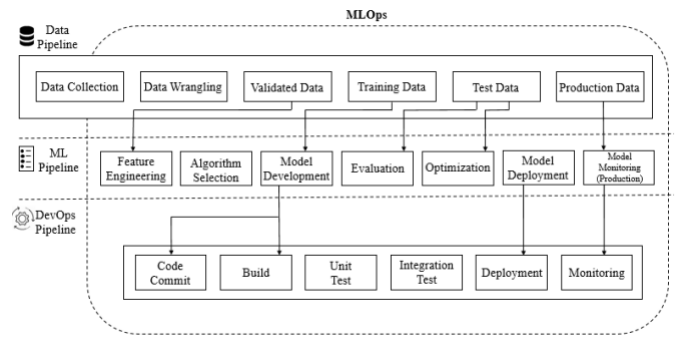 MLOps
Data
Pipeline
Data Collection
Data Wrangling
Validated Data
Training Data
Test Data
Production Data
ML
Pipeline
Feature
Engineering
Algorithm
Selection
Model
Development
Evaluation
Optimization
Model
Deployment
Model
Monitoring
(Production)
DevOps
Pipeline
Code
Commit
Build
Unit
Test
Integration
Test
Deployment
Monitoring